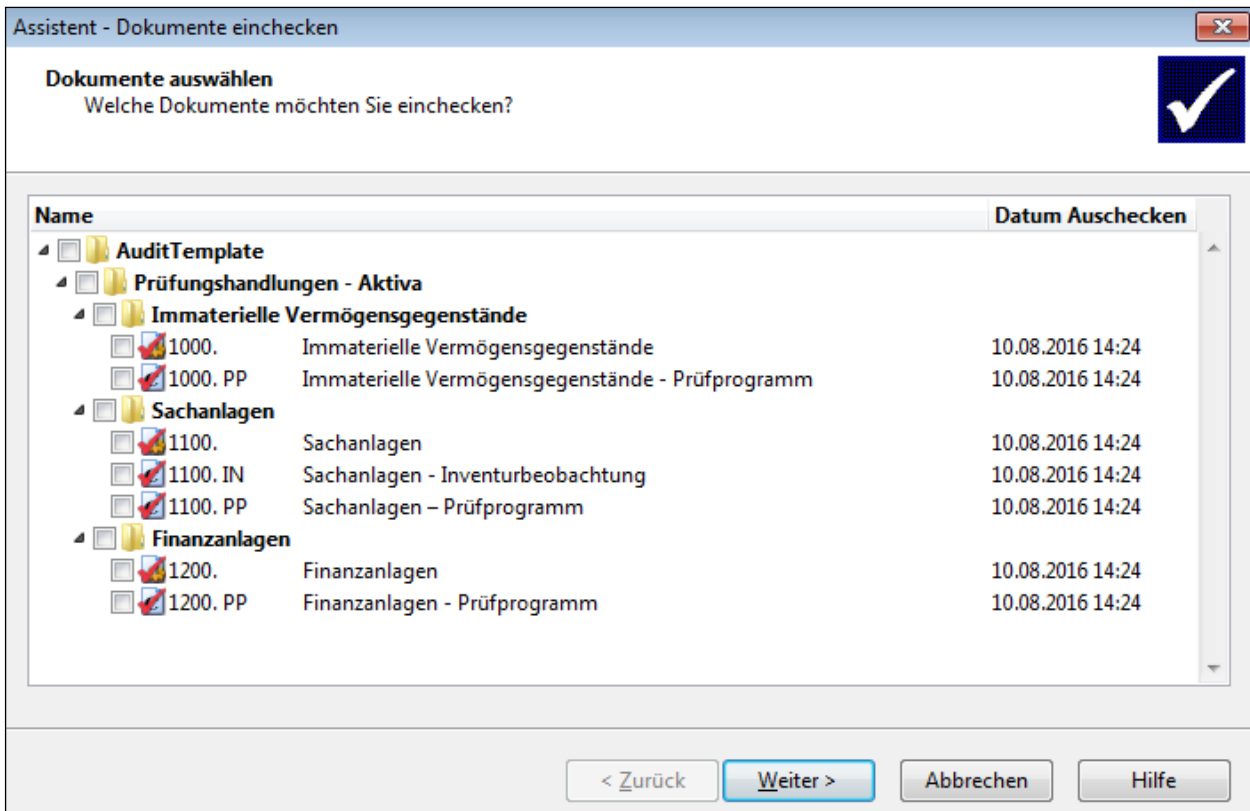 Assistent - Dokumente einchecken
Dokumente auswählen
Welche Dokumente möchten Sie einchecken?
Name Datum Auschecken
AuditTemplate
Prüfungshandlungen - Aktiva
Immaterielle Vermögensgegenstände
1000. Immaterielle Vermögensgegenstände 10.08.2016 14:24
1000. PP Immaterielle Vermögensgegenstände - Prüfprogramm 10.08.2016 14:24
Sachanlagen
1100. Sachanlagen 10.08.2016 14:24
1100. IN Sachanlagen - Inventurbeobachtung 10.08.2016 14:24
1100. PP Sachanlagen – Prüfprogramm 10.08.2016 14:24
Finanzanlagen
1200. Finanzanlagen 10.08.2016 14:24
1200. PP Finanzanlagen - Prüfprogramm 10.08.2016 14:24
< Zurück Weiter > Abbrechen Hilfe